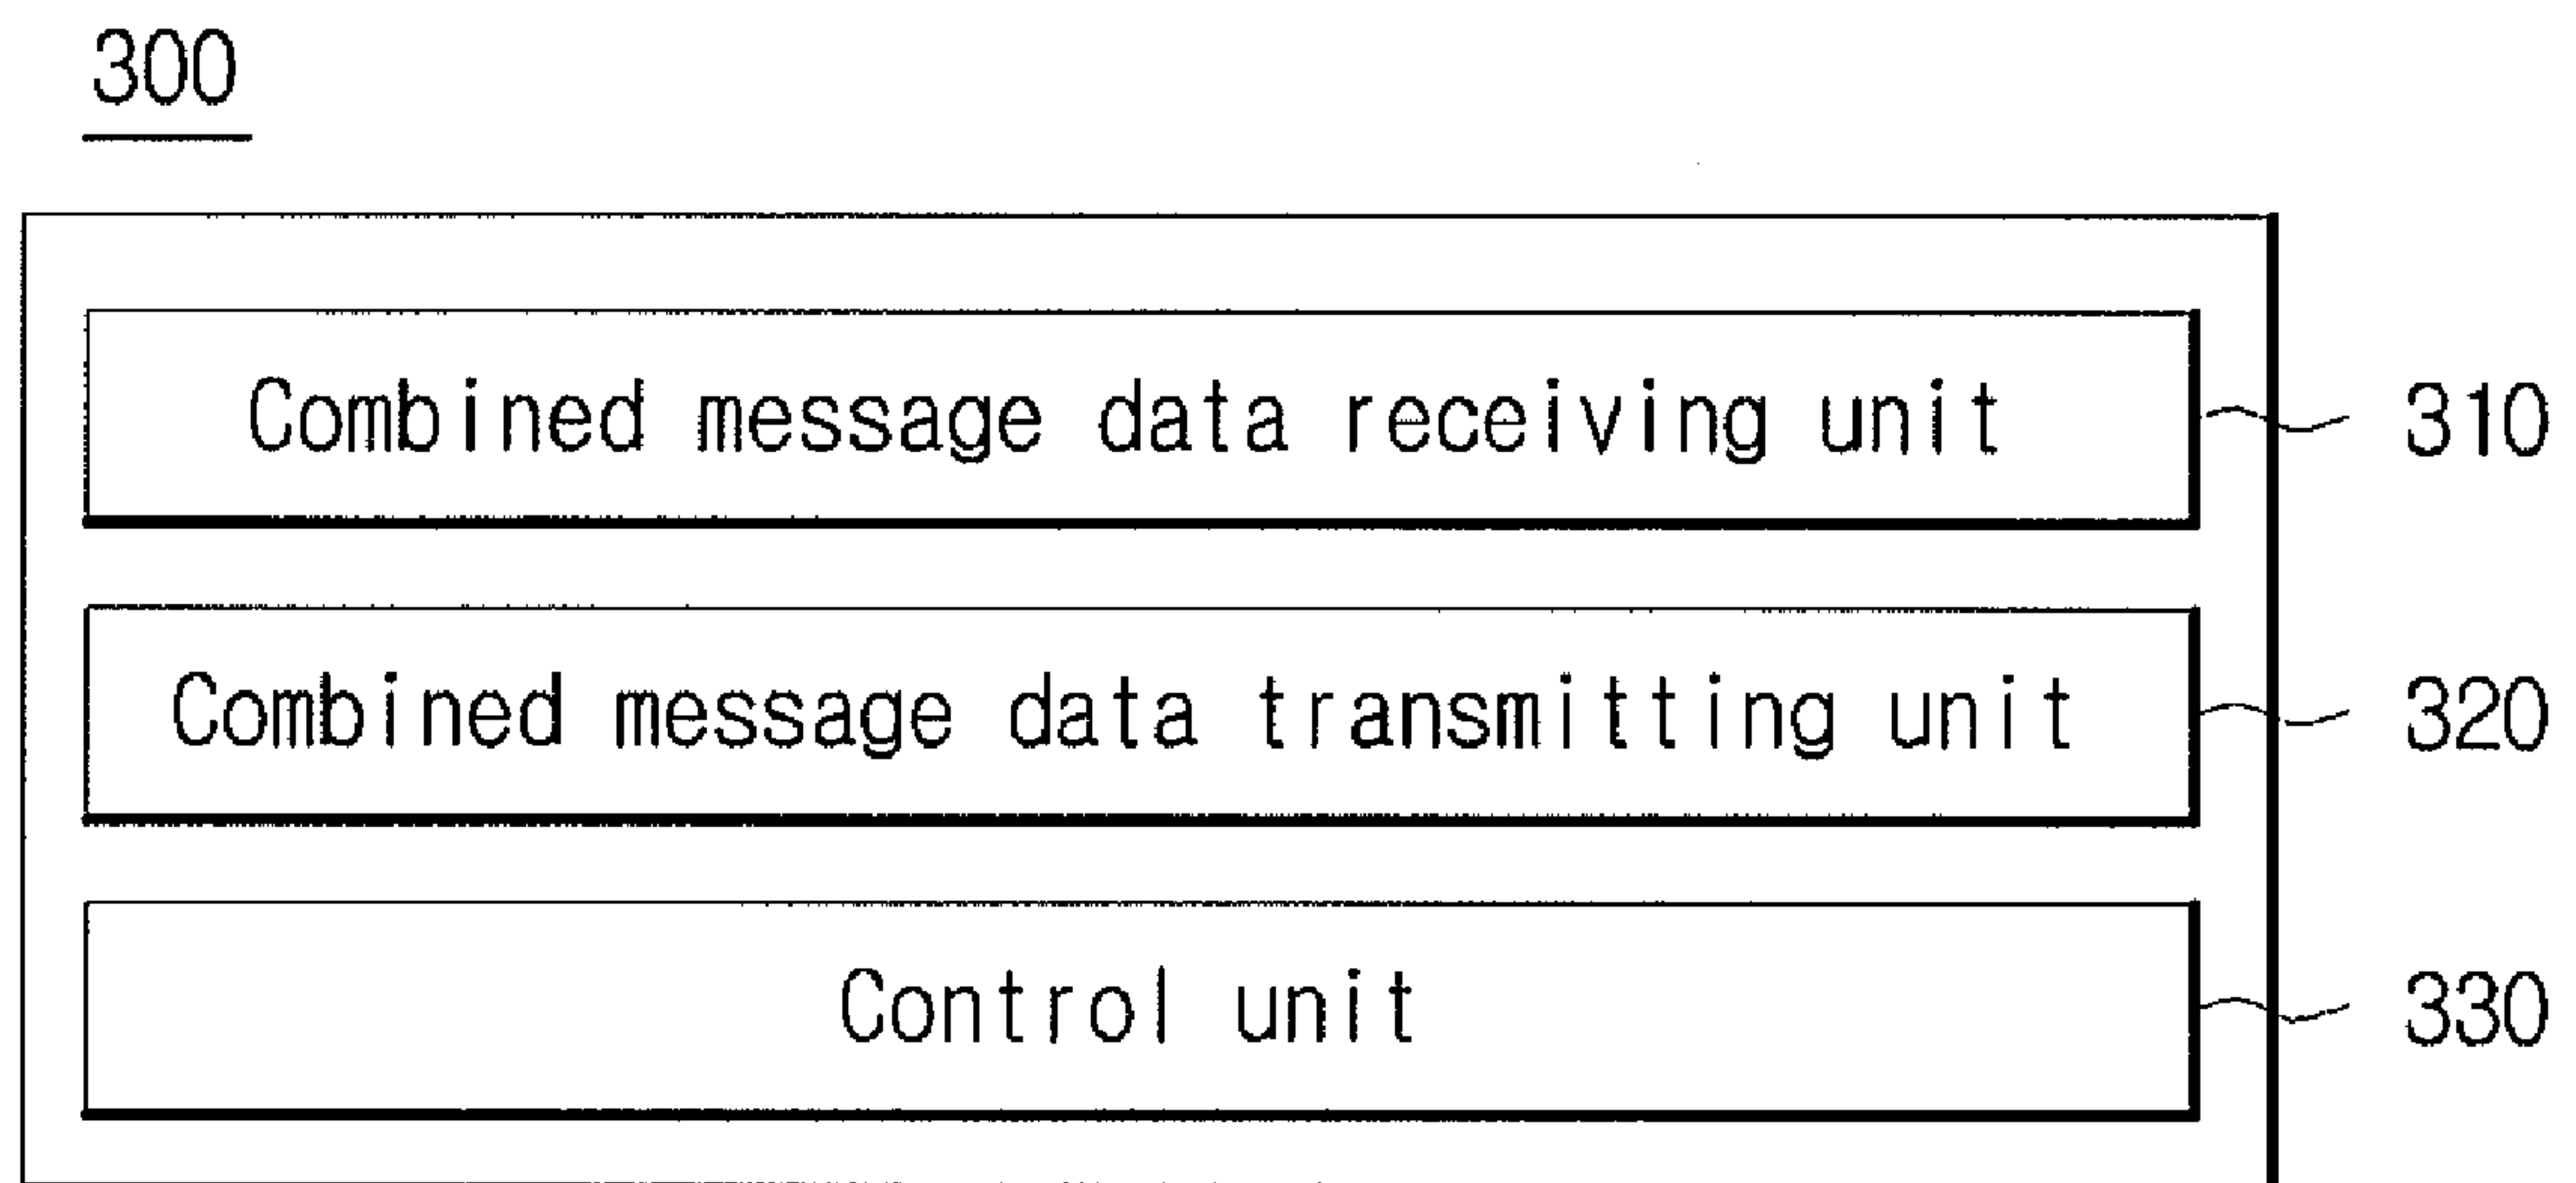 300
Combined message data receiving unit 310
Combined message data transmitting unit 320
Control unit 330